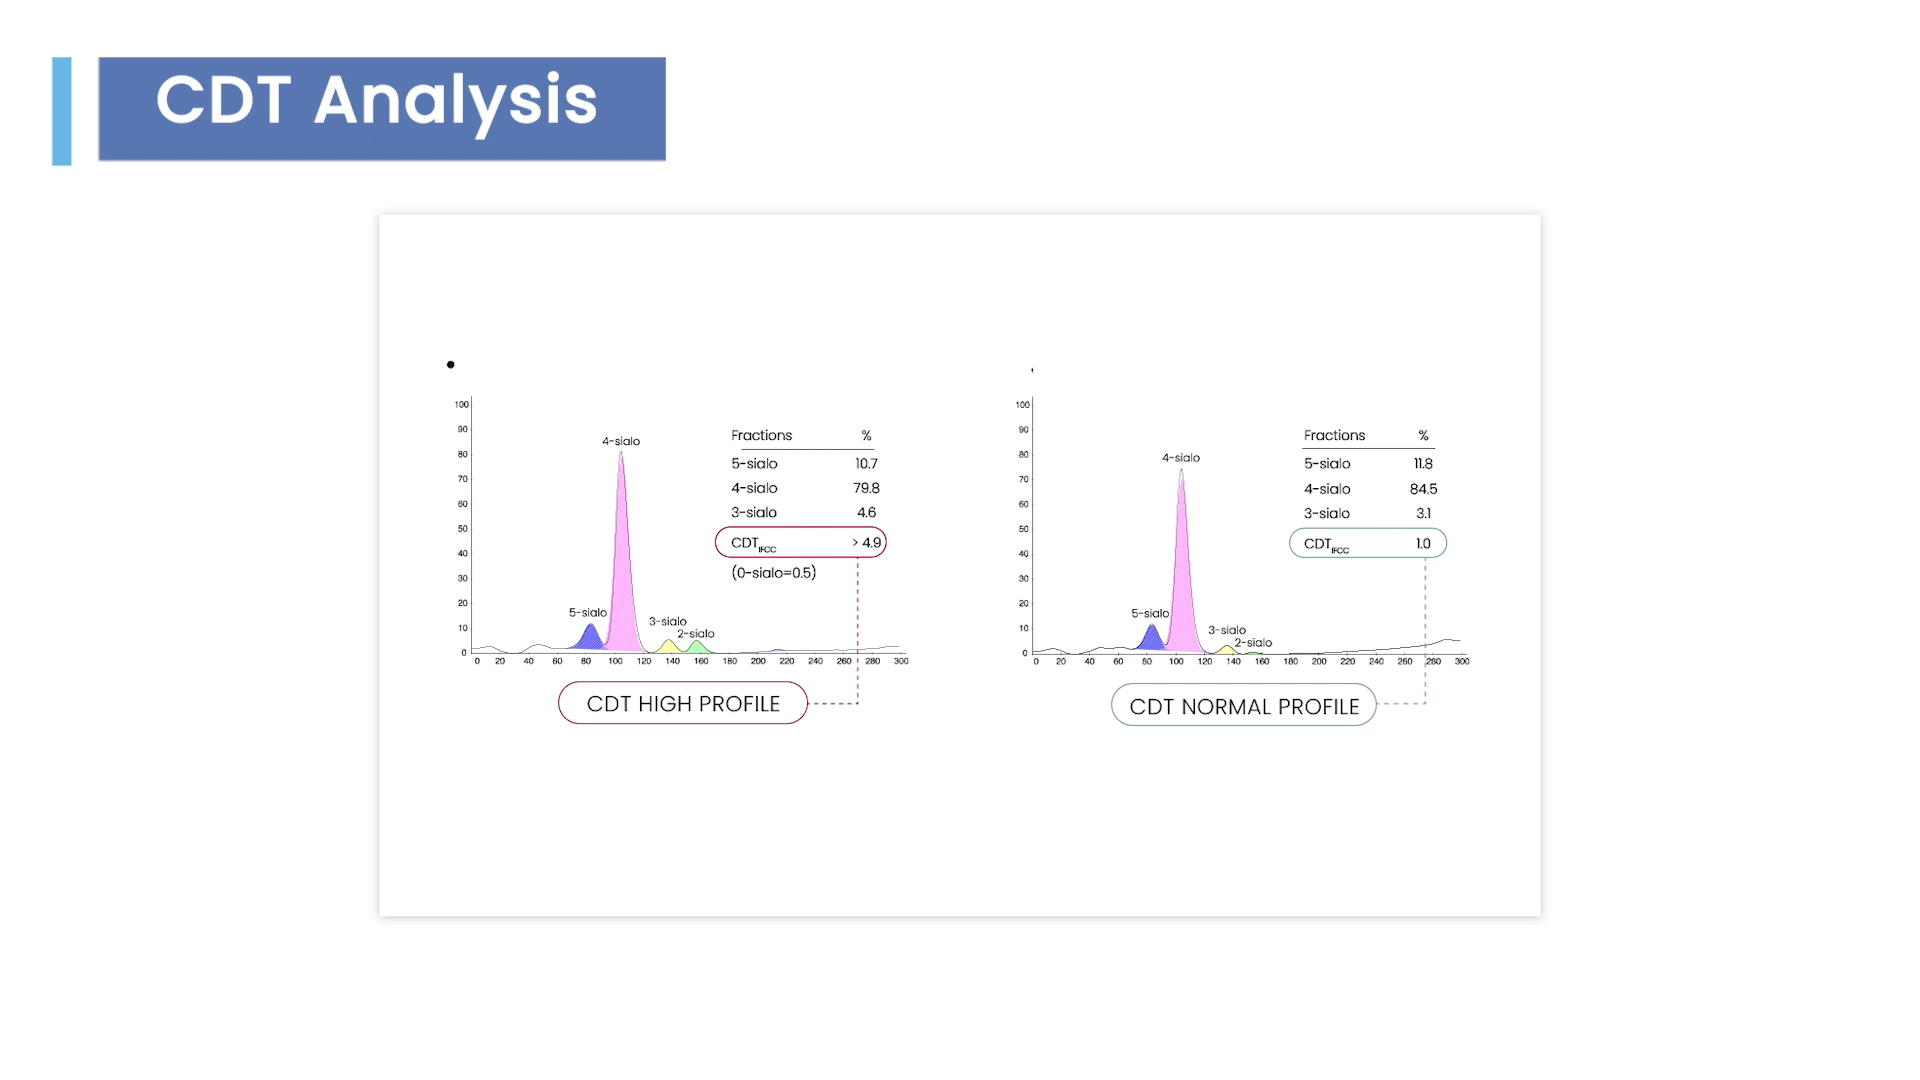 CDT Analysis
•
100
90
80
70
60
50
40
30
20
10
0
0 20 40 60 80 100 120 140 160 180 200 220 240 260 280 300
4-sialo
5-sialo
3-sialo
2-sialo
Fractions %
5-sialo 10.7
4-sialo 79.8
3-sialo 4.6
CDT IFCC > 4.9
(0-sialo=0.5)
CDT HIGH PROFILE
100
90
80
70
60
50
40
30
20
10
0
0 20 40 60 80 100 120 140 160 180 200 220 240 260 280 300
4-sialo
5-sialo
3-sialo
2-sialo
Fractions %
5-sialo 11.8
4-sialo 84.5
3-sialo 3.1
CDT IFCC 1.0
CDT NORMAL PROFILE